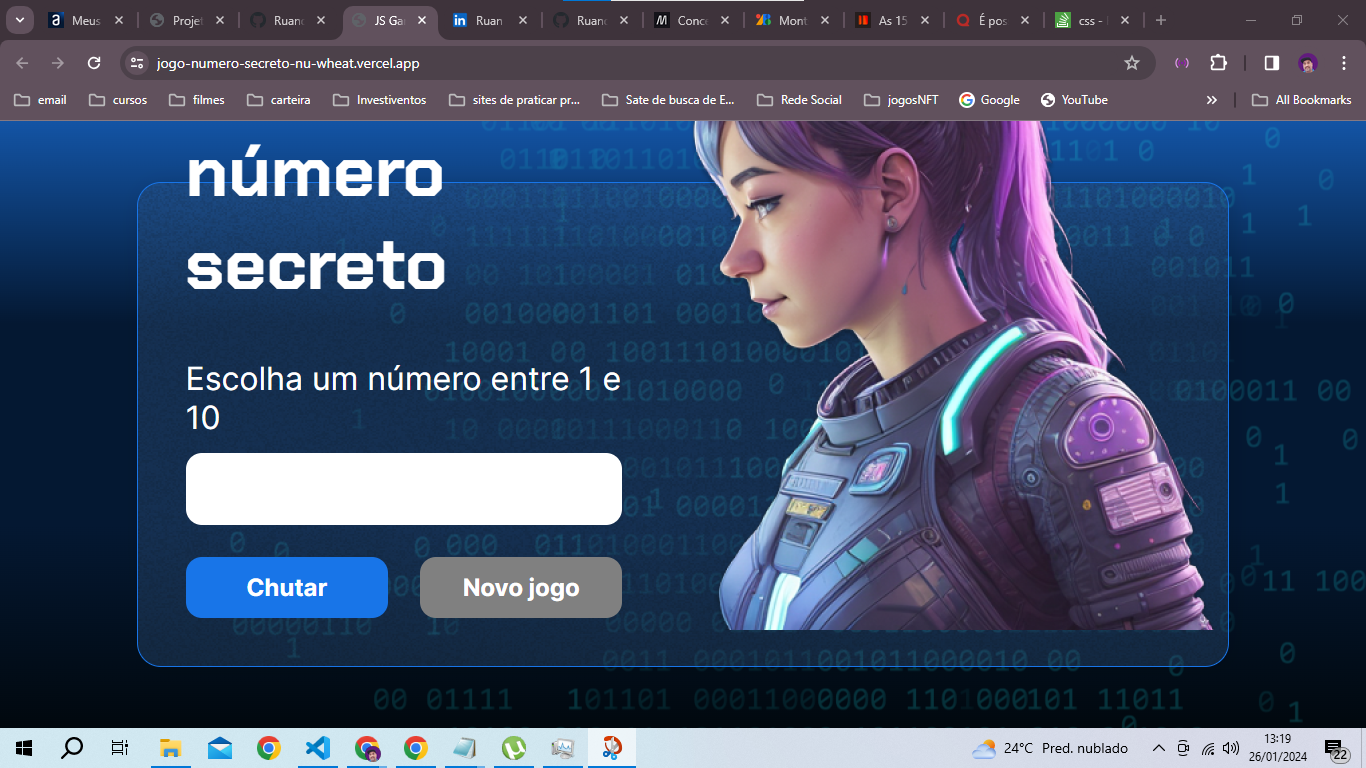 Meus
Projet
Ruan
JS Ga
Ruan
Ruan
Conce
Mont
As 15
É pos
css -
jogo-numero-secreto-nu-wheat.vercel.app
email
cursos
filmes
carteira
Investiventos
sites de praticar pr...
Sate de busca de E...
Rede Social
jogosNFT
Google
YouTube
All Bookmarks
número
secreto
Escolha um número entre 1 e
10
Chutar
Novo jogo
24°C Pred. nublado
13:19
26/01/2024
22